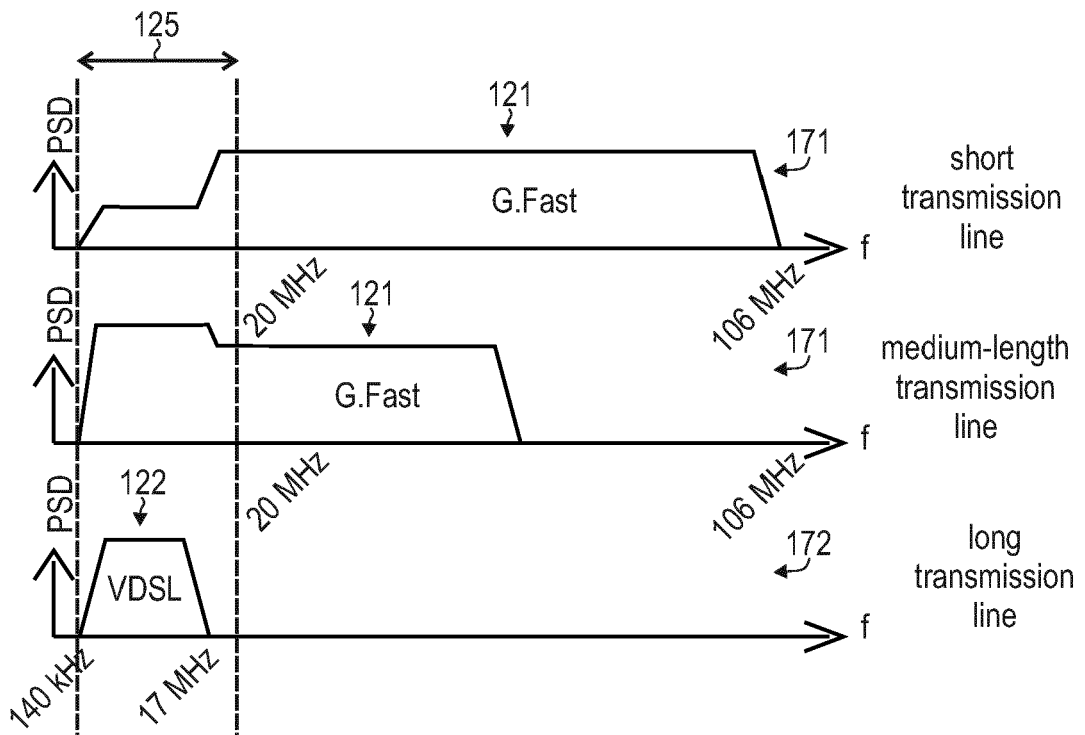 125
PSD
121
G.Fast
171
short
transmission
line
f
20 MHz
106 MHz
PSD
121
G.Fast
171
medium-length
transmission
line
f
20 MHz
106 MHz
PSD
122
VDSL
172
long
transmission
line
f
140 kHz
17 MHz